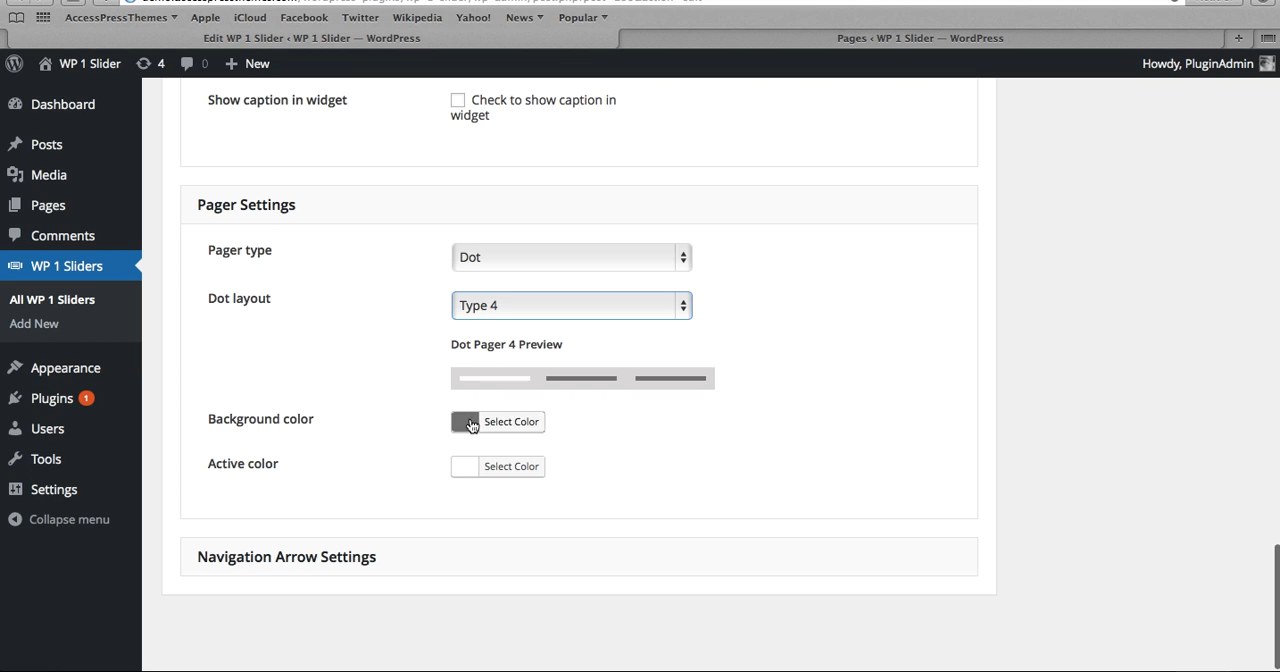 AccessPressThemes Apple iCloud Facebook Twitter Wikipedia Yahoo! News Popular
Edit WP 1 Slider ‹ WP 1 Slider — WordPress
Pages ‹ WP 1 Slider — WordPress
WP 1 Slider 4 0 New
Howdy, PluginAdmin
Dashboard
Posts
Media
Pages
Comments
WP 1 Sliders
All WP 1 Sliders
Add New
Appearance
Plugins 1
Users
Tools
Settings
Collapse menu
Show caption in widget
Check to show caption in
widget
Pager Settings
Pager type
Dot
Dot layout
Type 4
Dot Pager 4 Preview
Background color
Select Color
Active color
Select Color
Navigation Arrow Settings